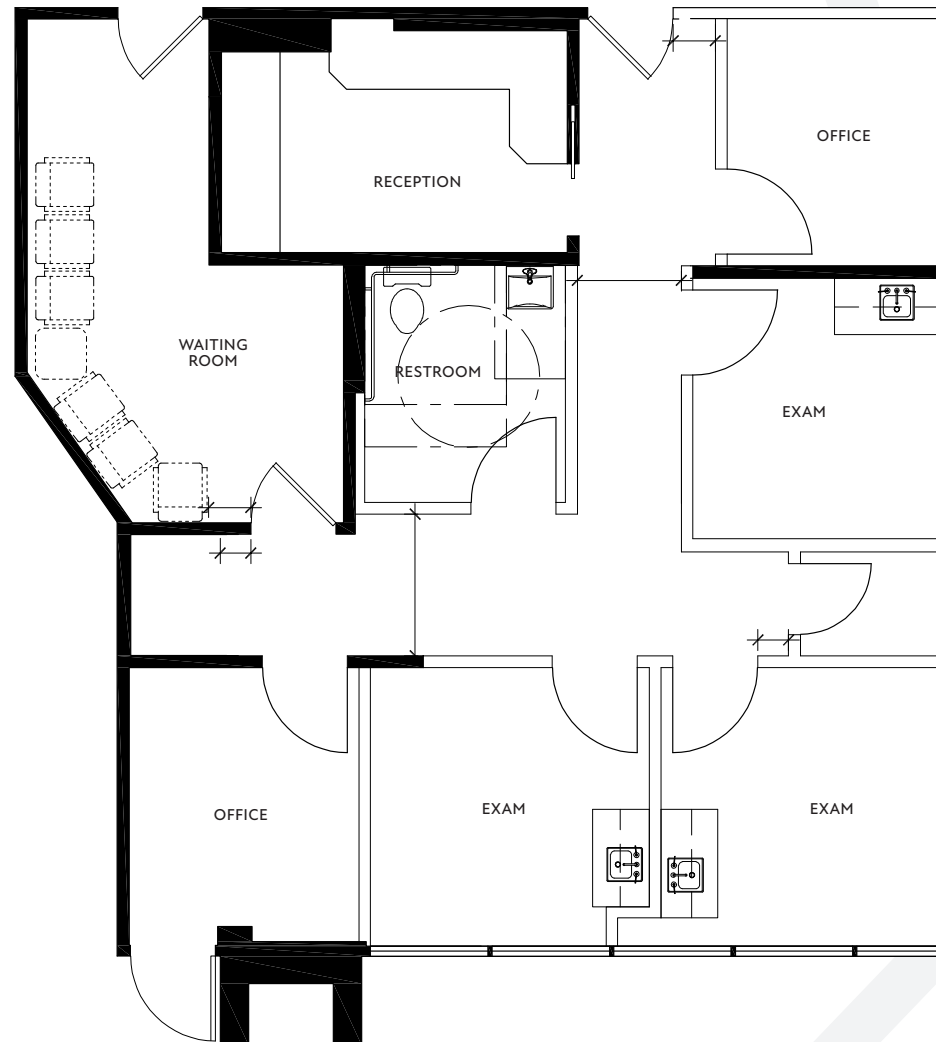 OFFICE
RECEPTION
WAITING
ROOM
RESTROOM
EXAM
OFFICE
EXAM
EXAM